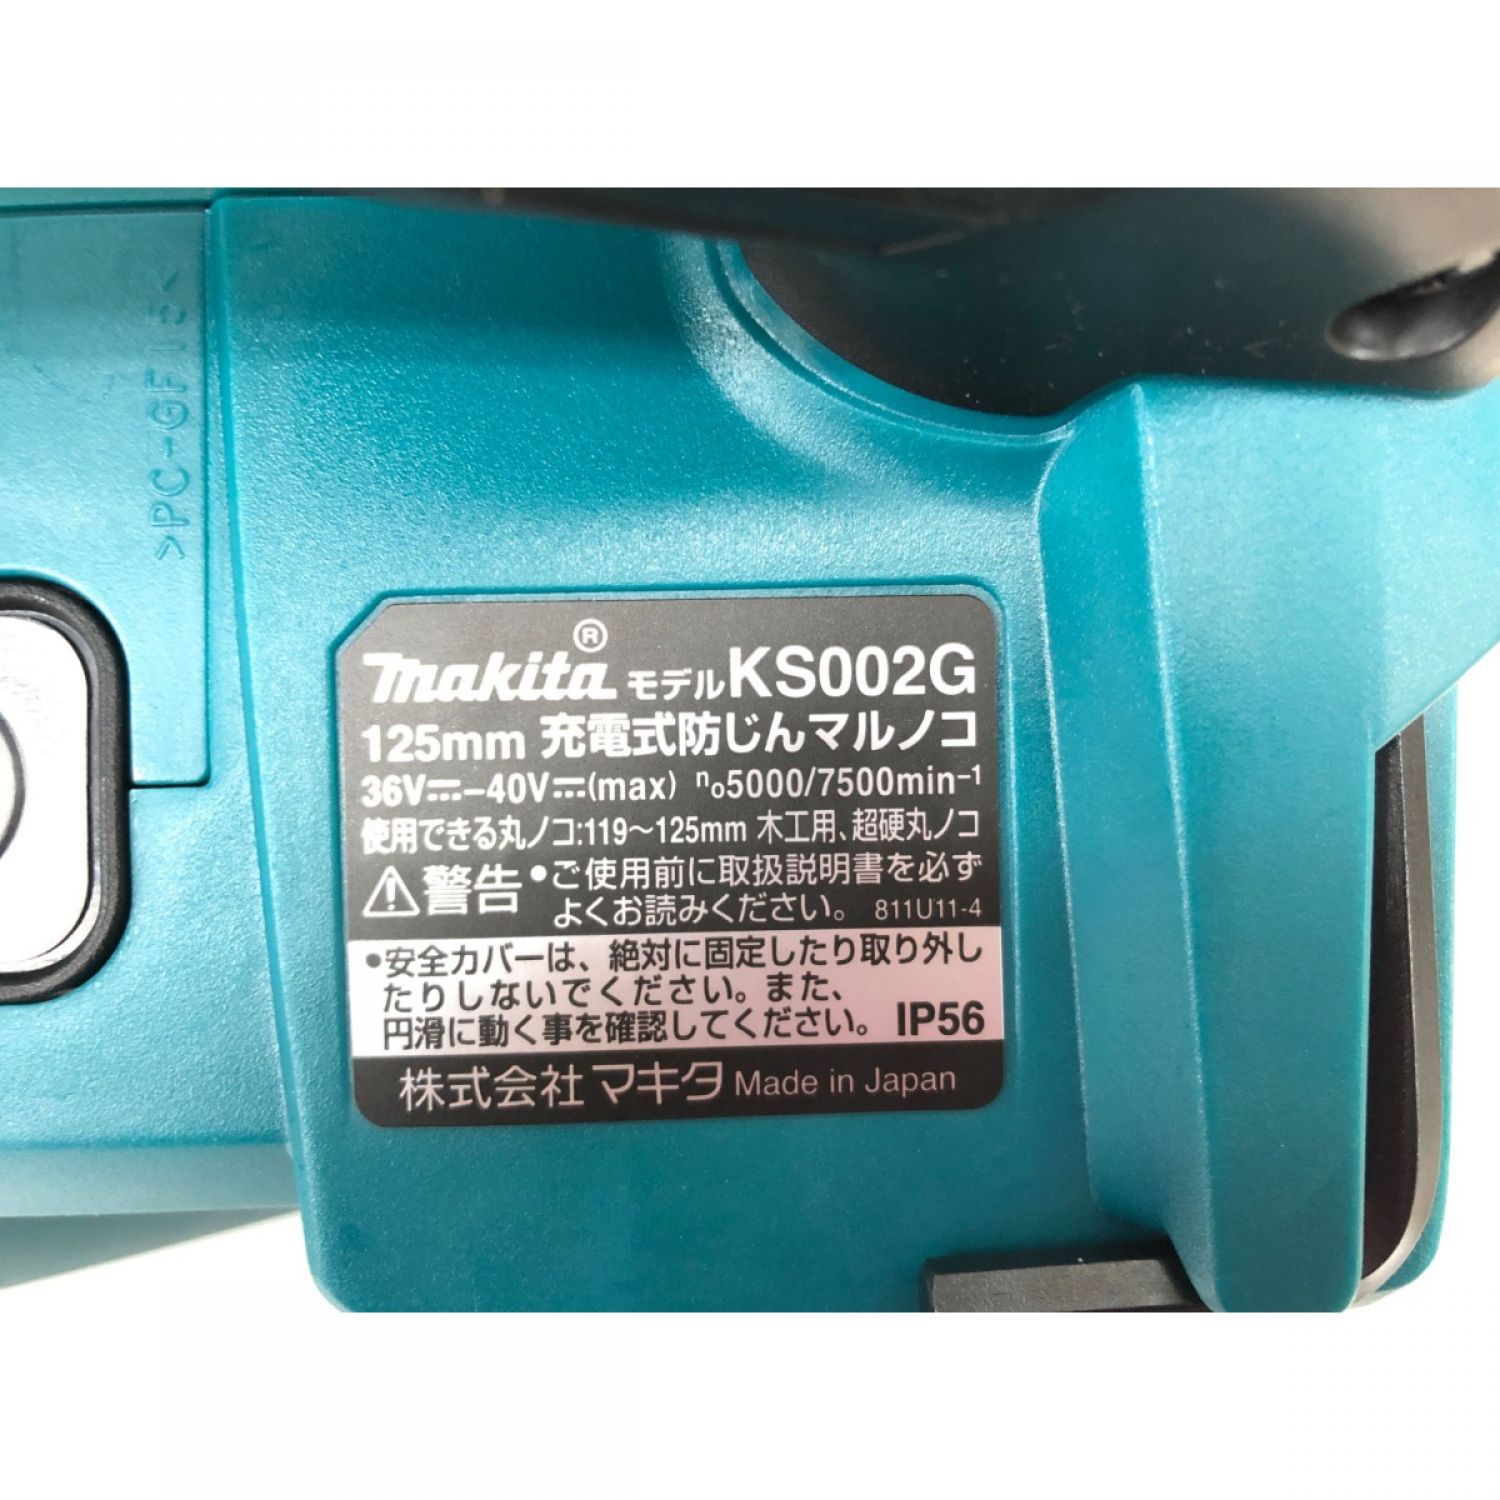 >PC-GF15<
makita® モデル KS002G
125mm 充電式防じんマルノコ
36V⎓-40V⎓(max) n₀5000/7500min⁻¹
使用できる丸ノコ:119～125mm 木工用、超硬丸ノコ
⚠警告 •ご使用前に取扱説明書を必ず
よくお読みください。 811U11-4
•安全カバーは、絶対に固定したり取り外し
たりしないでください。また、
円滑に動く事を確認してください。 IP56
株式会社マキタ Made in Japan